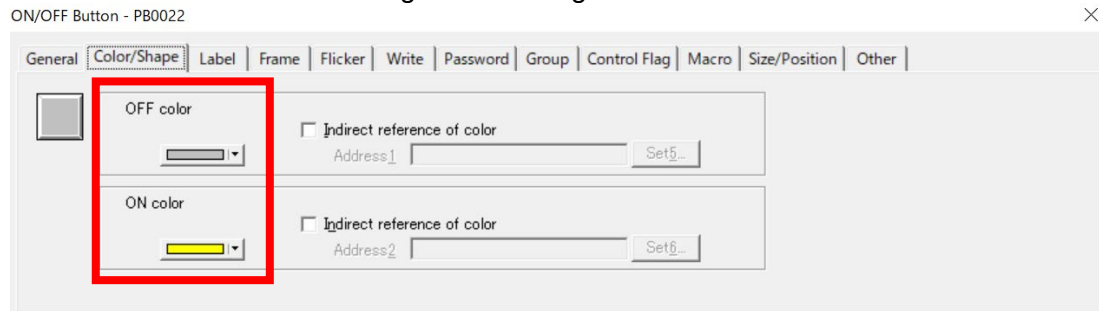 ON/OFF Button - PB0022
General Color/Shape Label Frame Flicker Write Password Group Control Flag Macro Size/Position Other
OFF color
Indirect reference of color
Address1 Set5...
ON color
Indirect reference of color
Address2 Set6...